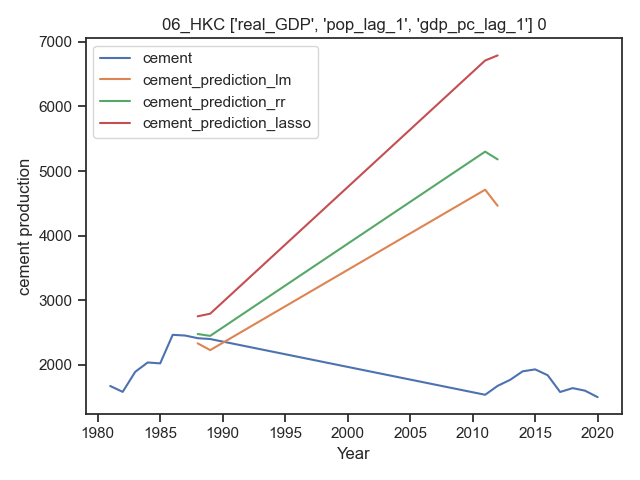 06_HKC ['real_GDP', 'pop_lag_1', 'gdp_pc_lag_1'] 0
7000
6000
5000
4000
3000
2000
cement production
cement
cement_prediction_lm
cement_prediction_rr
cement_prediction_lasso
1980 1985 1990 1995 2000 2005 2010 2015 2020
Year